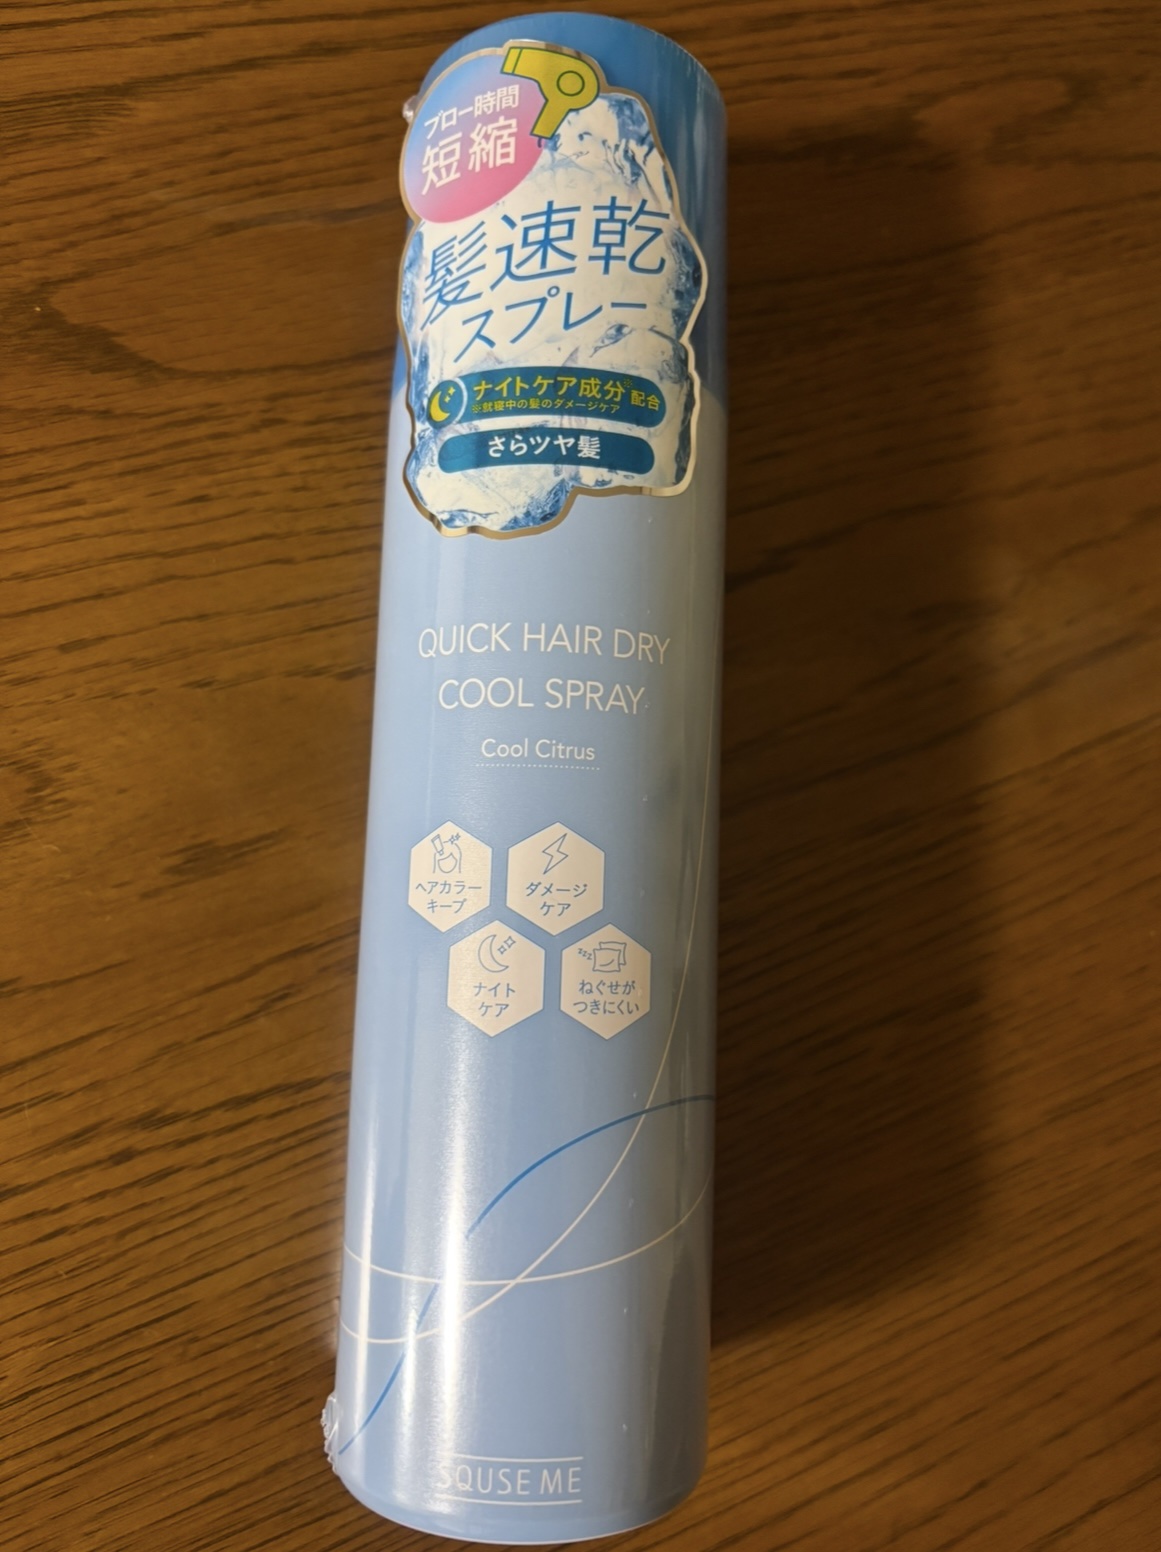 ブロー時間
短縮
髪速乾
スプレー
ナイトケア成分※配合
※就寝中の髪のダメージケア
さらツヤ髪
QUICK HAIR DRY
COOL SPRAY
Cool Citrus
ヘアカラー
キープ
ダメージ
ケア
ナイト
ケア
zzz
ねぐせが
つきにくい
SQUSE ME